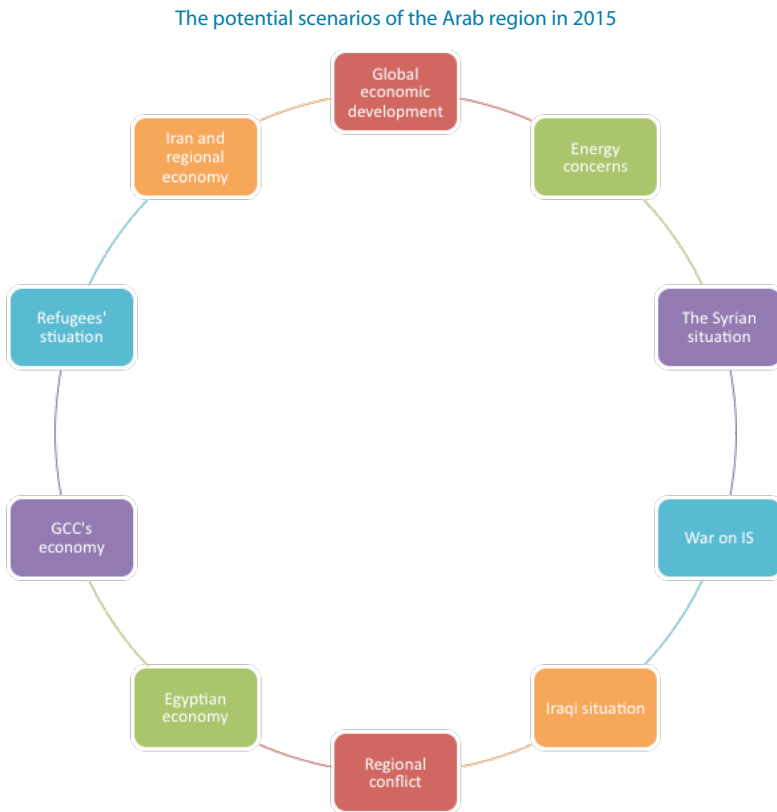 The potential scenarios of the Arab region in 2015
Global
economic
development
Energy
concerns
The Syrian
situation
War on IS
Iraqi situation
Regional
conflict
Egyptian
economy
GCC's
economy
Refugees'
stiuation
Iran and
regional
economy